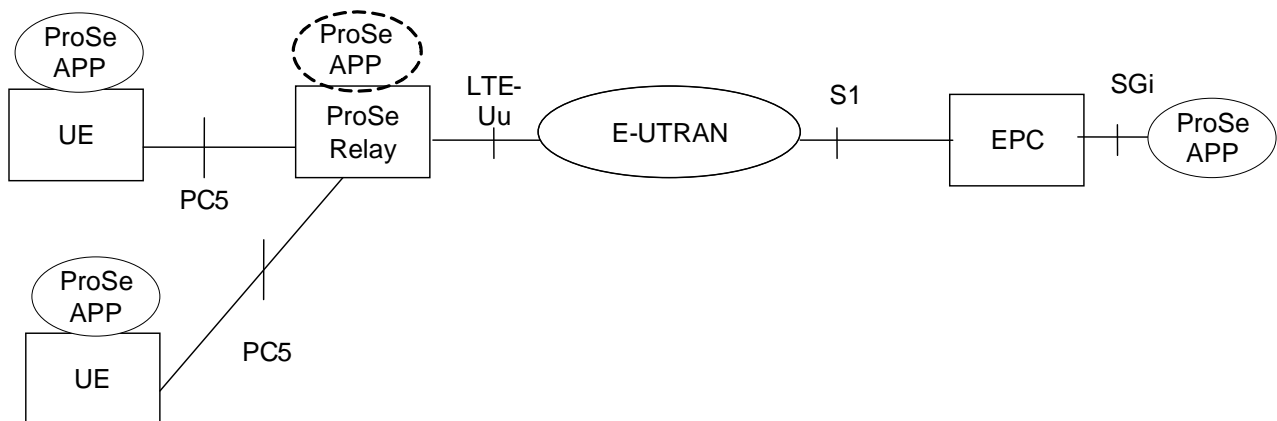 ProSe
APP
UE
PC5
ProSe
APP
ProSe
Relay
LTE-
Uu
E-UTRAN
S1
EPC
SGi
ProSe
APP
ProSe
APP
UE
PC5